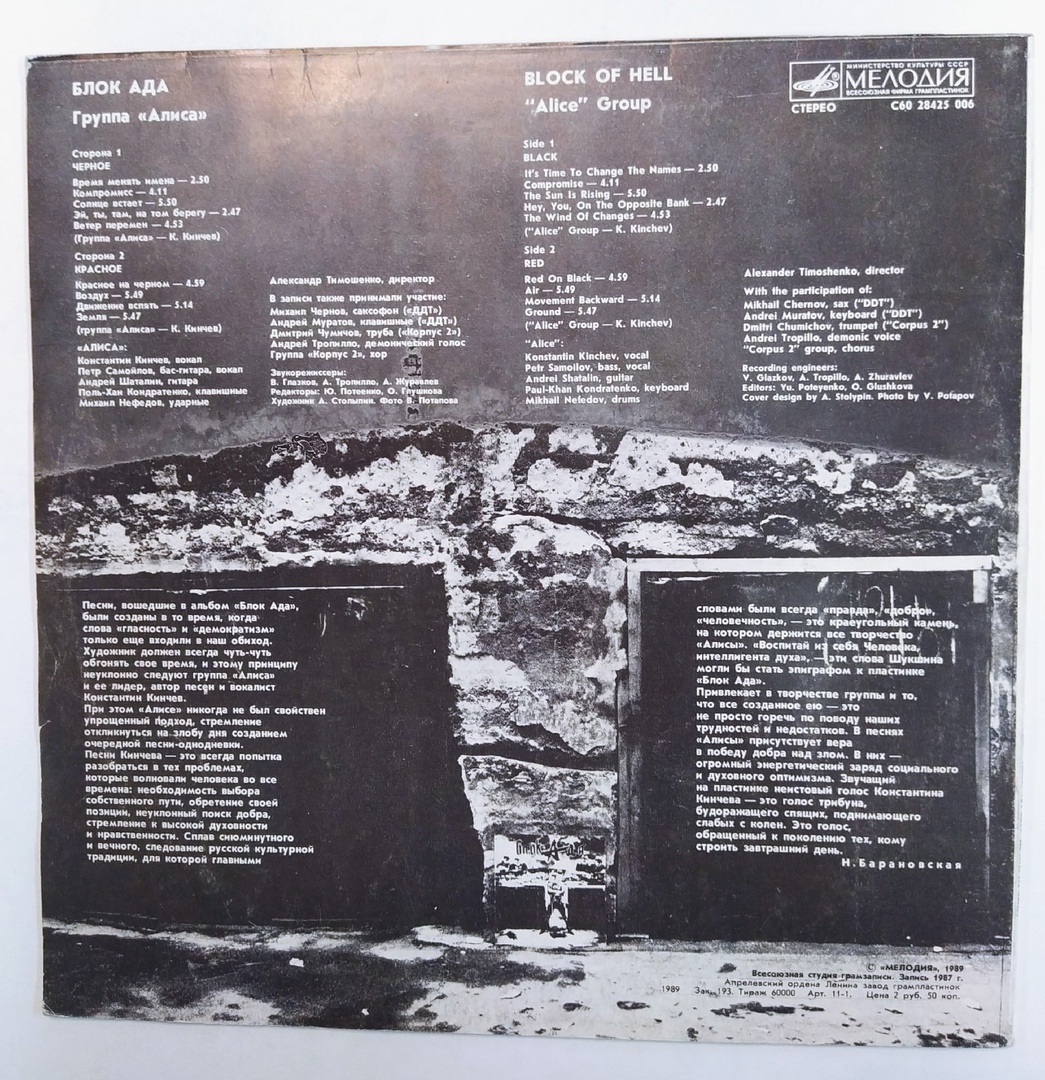 БЛОК АДА
Группа «Алиса»
Сторона 1
ЧЕРНОЕ
Время менять имена — 2.50
Компромисс — 4.11
Солнце встает — 5.50
Эй, ты, там, на том берегу — 2.47
Ветер перемен — 4.53
(Группа «Алиса» — К. Кинчев)
Сторона 2
КРАСНОЕ
Красное на черном — 4.59
Воздух — 5.49
Движение вспять — 5.14
Земля — 5.47
(группа «Алиса» — К. Кинчев)
«АЛИСА»:
Константин Кинчев, вокал
Петр Самойлов, бас-гитара, вокал
Андрей Шаталин, гитара
Поль-Хан Кондратенко, клавишные
Михаил Нефедов, ударные
Александр Тимошенко, директор
В записи также принимали участие:
Михаил Чернов, саксофон («ДДТ»)
Андрей Муратов, клавишные («ДДТ»)
Дмитрий Чумичов, труба («Корпус 2»)
Андрей Тропилло, демонический голос
Группа «Корпус 2», хор
Звукорежиссеры:
В. Глазков, А. Тропилло, А. Журавлев
Редакторы: Ю. Потеенко, О. Глушкова
Художник А. Столыпин. Фото В. Потапова
BLOCK OF HELL
“Alice” Group
Side 1
BLACK
It's Time To Change The Names — 2.50
Compromise — 4.11
The Sun Is Rising — 5.50
Hey, You, On The Opposite Bank — 2.47
The Wind Of Changes — 4.53
(“Alice” Group — K. Kinchev)
Side 2
RED
Red On Black — 4.59
Air — 5.49
Movement Backward — 5.14
Ground — 5.47
(“Alice” Group — K. Kinchev)
“Alice”:
Konstantin Kinchev, vocal
Petr Samoilov, bass, vocal
Andrei Shatalin, guitar
Paul-Khan Kondratenko, keyboard
Mikhail Nefedov, drums
МИНИСТЕРСТВО КУЛЬТУРЫ СССР
МЕЛОДИЯ
ВСЕСОЮЗНАЯ ФИРМА ГРАМПЛАСТИНОК
СТЕРЕО С60 28425 006
Alexander Timoshenko, director
With the participation of:
Mikhail Chernov, sax (“DDT”)
Andrei Muratov, keyboard (“DDT”)
Dmitri Chumichov, trumpet (“Corpus 2”)
Andrei Tropillo, demonic voice
“Corpus 2” group, chorus
Recording engineers:
V. Glazkov, A. Tropillo, A. Zhuravlev
Editors: Yu. Poteyenko, O. Glushkova
Cover design by A. Stolypin. Photo by V. Potapov
Песни, вошедшие в альбом «Блок Ада»,
были созданы в то время, когда
слова «гласность» и «демократизм»
только еще входили в наш обиход.
Художник должен всегда чуть-чуть
обгонять свое время, и этому принципу
неуклонно следуют группа «Алиса»
и ее лидер, автор песен и вокалист
Константин Кинчев.
При этом «Алисе» никогда не был свойствен
упрощенный подход, стремление
откликнуться на злобу дня созданием
очередной песни-однодневки.
Песни Кинчева — это всегда попытка
разобраться в тех проблемах,
которые волновали человека во все
времена: необходимость выбора
собственного пути, обретение своей
позиции, неуклонный поиск добра,
стремление к высокой духовности
и нравственности. Сплав сиюминутного
и вечного, следование русской культурной
традиции, для которой главными
словами были всегда «правда», «добро»,
«человечность», — это краеугольный камень,
на котором держится все творчество
«Алисы». «Воспитай из себя Человека,
интеллигента духа», — эти слова Шукшина
могли бы стать эпиграфом к пластинке
«Блок Ада».
Привлекает в творчестве группы и то,
что все созданное ею — это
не просто горечь по поводу наших
трудностей и недостатков. В песнях
«Алисы» присутствует вера
в победу добра над злом. В них —
огромный энергетический заряд социального
и духовного оптимизма. Звучащий
на пластинке неистовый голос Константина
Кинчева — это голос трибуна,
будоражащего спящих, поднимающего
слабых с колен. Это голос,
обращенный к поколению тех, кому
строить завтрашний день.
Н. Барановская
© «МЕЛОДИЯ», 1989
Всесоюзная студия грамзаписи. Запись 1987 г.
Апрелевский ордена Ленина завод грампластинок
1989 Зак. 193. Тираж 60000 Арт. 11-1. Цена 2 руб. 50 коп.